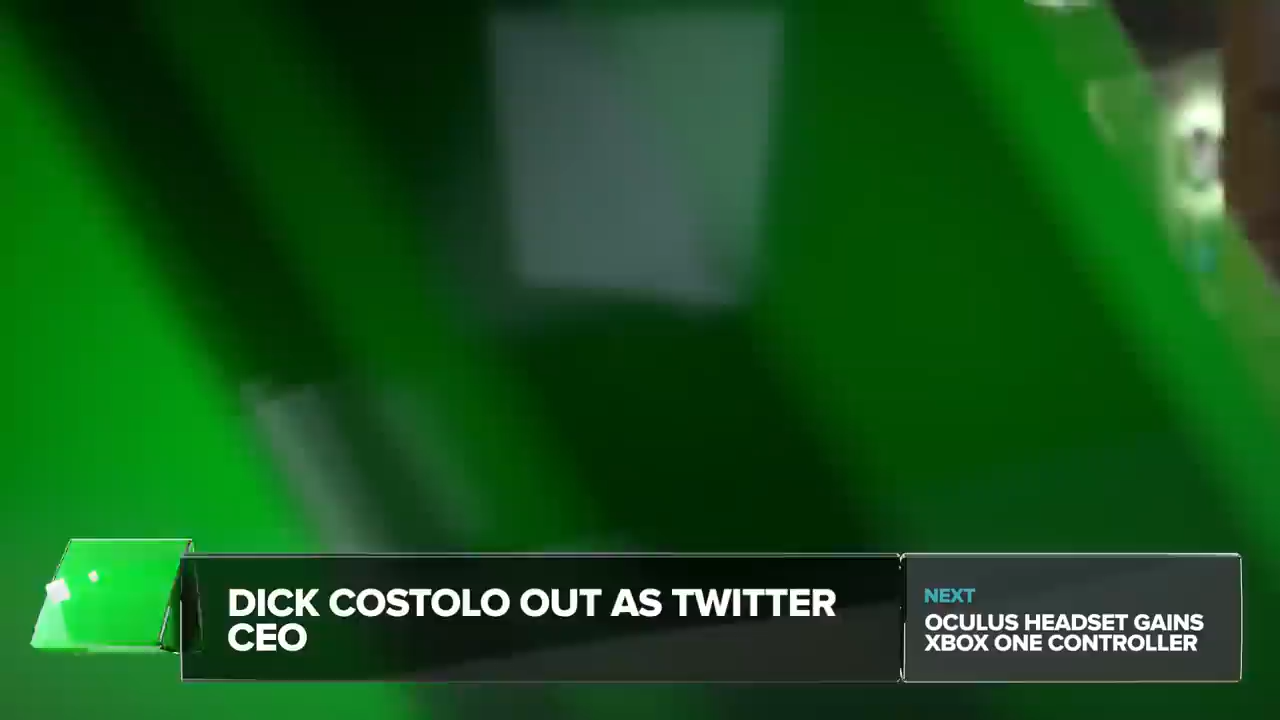 DICK COSTOLO OUT AS TWITTER
CEO
NEXT
OCULUS HEADSET GAINS
XBOX ONE CONTROLLER